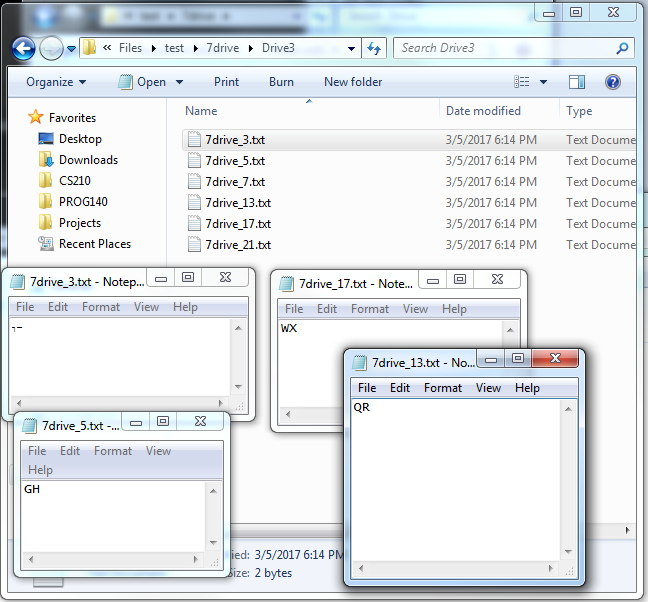 « Files ▸ test ▸ 7drive ▸ Drive3
Search Drive3
Organize Open Print Burn New folder
Favorites
Desktop
Downloads
CS210
PROG140
Projects
Recent Places
Name Date modified Type
7drive_3.txt 3/5/2017 6:14 PM Text Docume
7drive_5.txt 3/5/2017 6:14 PM Text Docume
7drive_7.txt 3/5/2017 6:14 PM Text Docume
7drive_13.txt 3/5/2017 6:14 PM Text Docume
7drive_17.txt 3/5/2017 6:14 PM Text Docume
7drive_21.txt 3/5/2017 6:14 PM Text Docume
7drive_3.txt - Notep...
File Edit Format View Help
┐–
7drive_17.txt - Note...
File Edit Format View Help
WX
7drive_13.txt - No...
File Edit Format View Help
QR
7drive_5.txt -...
File Edit Format View
Help
GH
ied: 3/5/2017 6:14 PM
Size: 2 bytes